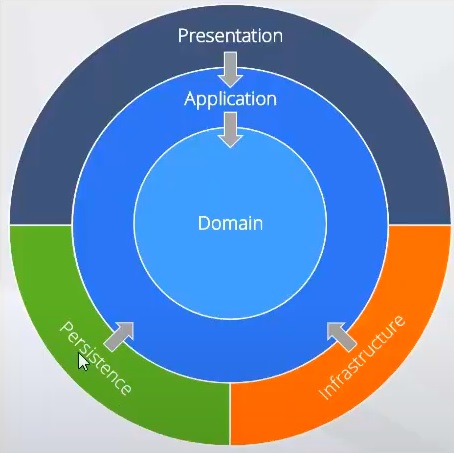 Presentation
Application
Domain
Persistence
Infrastructure